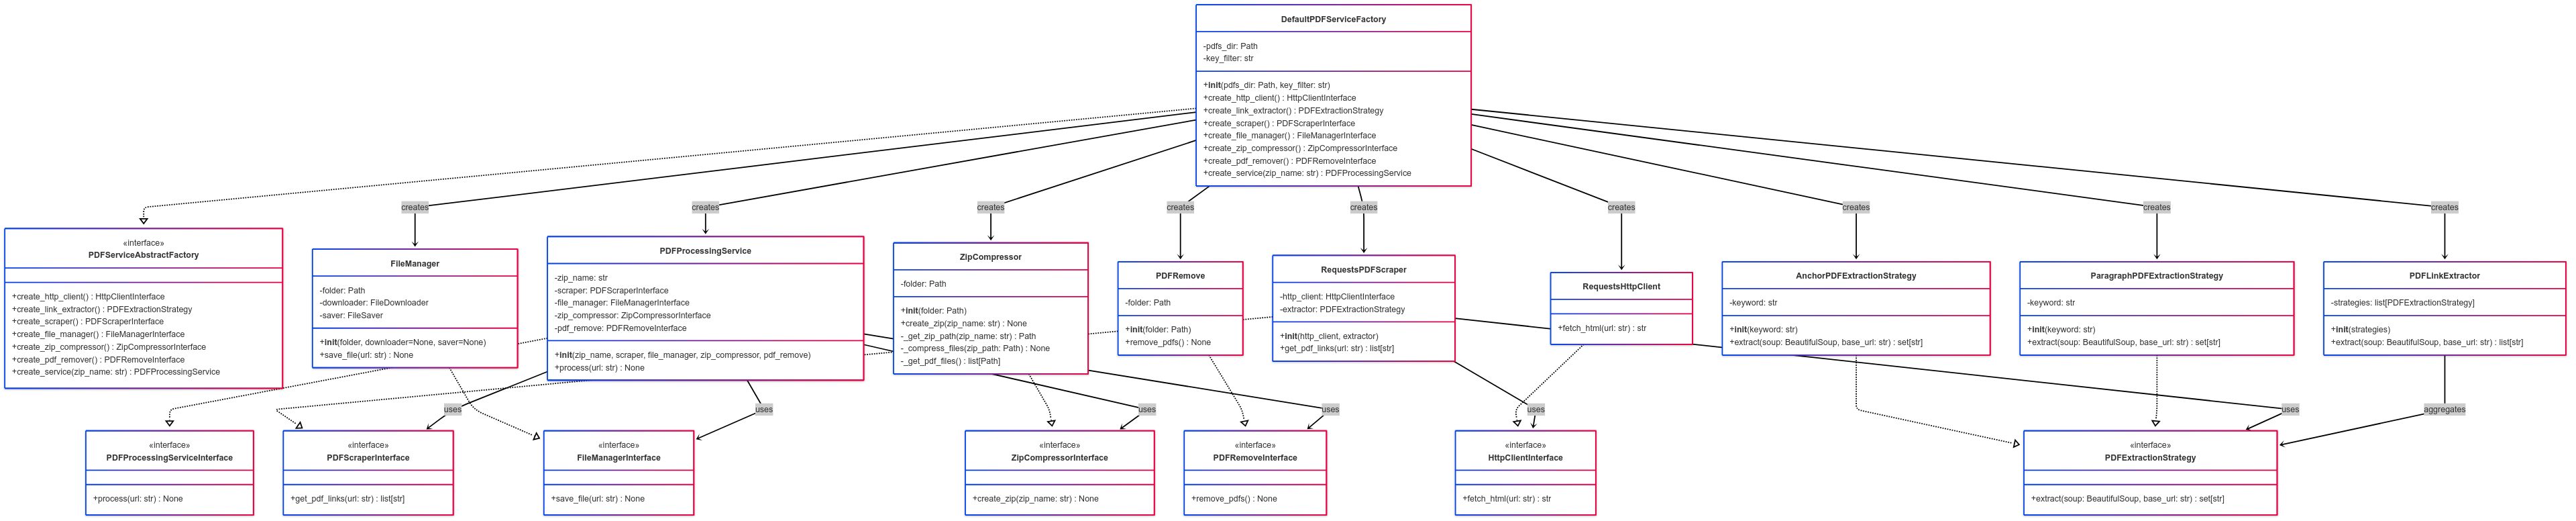 DefaultPDFServiceFactory
-pdfs_dir: Path
-key_filter: str
+init(pdfs_dir: Path, key_filter: str)
+create_http_client() : HttpClientInterface
+create_link_extractor() : PDFExtractionStrategy
+create_scraper() : PDFScraperInterface
+create_file_manager() : FileManagerInterface
+create_zip_compressor() : ZipCompressorInterface
+create_pdf_remover() : PDFRemoveInterface
+create_service(zip_name: str) : PDFProcessingService
creates
creates
creates
creates
creates
creates
creates
creates
creates
«interface»
PDFServiceAbstractFactory
+create_http_client() : HttpClientInterface
+create_link_extractor() : PDFExtractionStrategy
+create_scraper() : PDFScraperInterface
+create_file_manager() : FileManagerInterface
+create_zip_compressor() : ZipCompressorInterface
+create_pdf_remover() : PDFRemoveInterface
+create_service(zip_name: str) : PDFProcessingService
FileManager
-folder: Path
-downloader: FileDownloader
-saver: FileSaver
+init(folder, downloader=None, saver=None)
+save_file(url: str) : None
PDFProcessingService
-zip_name: str
-scraper: PDFScraperInterface
-file_manager: FileManagerInterface
-zip_compressor: ZipCompressorInterface
-pdf_remove: PDFRemoveInterface
+init(zip_name, scraper, file_manager, zip_compressor, pdf_remove)
+process(url: str) : None
ZipCompressor
-folder: Path
+init(folder: Path)
+create_zip(zip_name: str) : None
-_get_zip_path(zip_name: str) : Path
-_compress_files(zip_path: Path) : None
-_get_pdf_files() : list[Path]
PDFRemove
-folder: Path
+init(folder: Path)
+remove_pdfs() : None
RequestsPDFScraper
-http_client: HttpClientInterface
-extractor: PDFExtractionStrategy
+init(http_client, extractor)
+get_pdf_links(url: str) : list[str]
RequestsHttpClient
+fetch_html(url: str) : str
AnchorPDFExtractionStrategy
-keyword: str
+init(keyword: str)
+extract(soup: BeautifulSoup, base_url: str) : set[str]
ParagraphPDFExtractionStrategy
-keyword: str
+init(keyword: str)
+extract(soup: BeautifulSoup, base_url: str) : set[str]
PDFLinkExtractor
-strategies: list[PDFExtractionStrategy]
+init(strategies)
+extract(soup: BeautifulSoup, base_url: str) : list[str]
uses
uses
uses
uses
uses
uses
aggregates
«interface»
PDFProcessingServiceInterface
+process(url: str) : None
«interface»
PDFScraperInterface
+get_pdf_links(url: str) : list[str]
«interface»
FileManagerInterface
+save_file(url: str) : None
«interface»
ZipCompressorInterface
+create_zip(zip_name: str) : None
«interface»
PDFRemoveInterface
+remove_pdfs() : None
«interface»
HttpClientInterface
+fetch_html(url: str) : str
«interface»
PDFExtractionStrategy
+extract(soup: BeautifulSoup, base_url: str) : set[str]